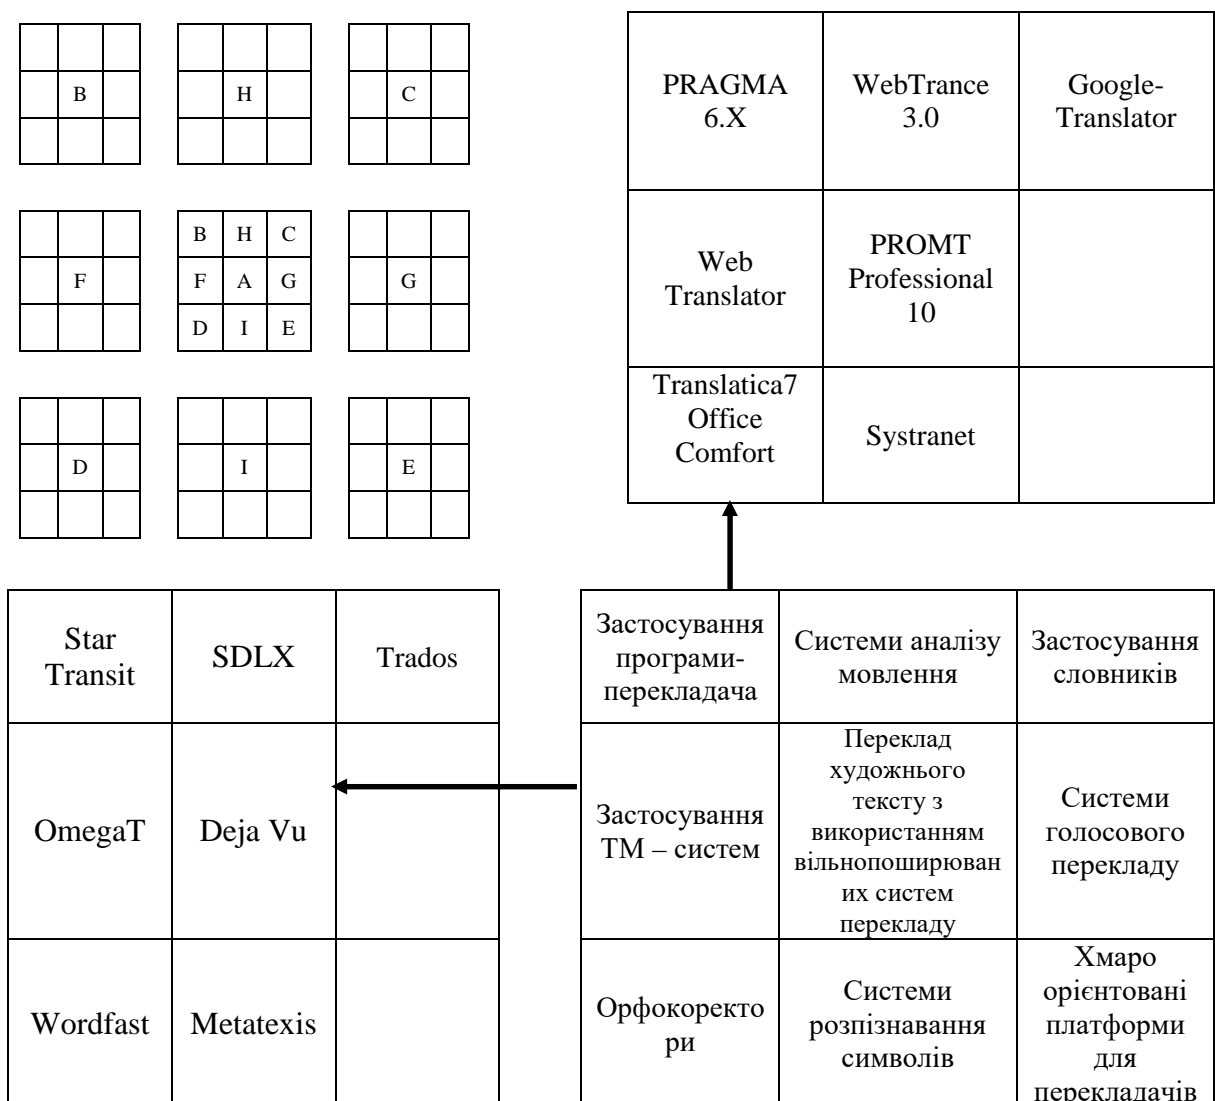 B
H
C
F
B H C
F A G
D I E
G
D
I
E
PRAGMA
6.X
WebTrance
3.0
Google-
Translator
Web
Translator
PROMT
Professional
10
Translatica7
Office
Comfort
Systranet
Star
Transit
SDLX
Trados
OmegaT
Deja Vu
Wordfast
Metatexis
Застосування
програми-
перекладача
Системи аналізу
мовлення
Застосування
словників
Застосування
ТМ – систем
Переклад
художнього
тексту з
використанням
вільнопоширюван
их систем
перекладу
Системи
голосового
перекладу
Орфокоректо
ри
Системи
розпізнавання
символів
Хмаро
орієнтовані
платформи
для
перекладачів